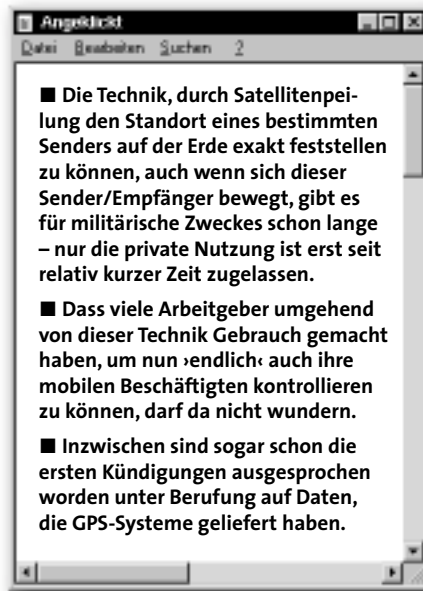 Angeklickt
Datei Bearbeiten Suchen ?
■ Die Technik, durch Satellitenpei-
lung den Standort eines bestimmten
Senders auf der Erde exakt feststellen
zu können, auch wenn sich dieser
Sender/Empfänger bewegt, gibt es
für militärische Zweckes schon lange
– nur die private Nutzung ist erst seit
relativ kurzer Zeit zugelassen.
■ Dass viele Arbeitgeber umgehend
von dieser Technik Gebrauch gemacht
haben, um nun ›endlich‹ auch ihre
mobilen Beschäftigten kontrollieren
zu können, darf da nicht wundern.
■ Inzwischen sind sogar schon die
ersten Kündigungen ausgesprochen
worden unter Berufung auf Daten,
die GPS-Systeme geliefert haben.